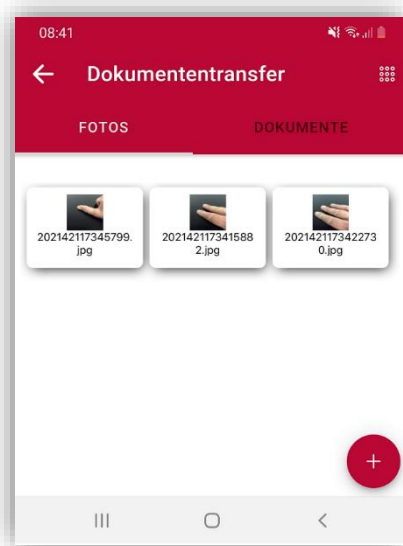 08:41
Dokumententransfer
FOTOS DOKUMENTE
202142117345799.
jpg
202142117341588
2.jpg
202142117342273
0.jpg